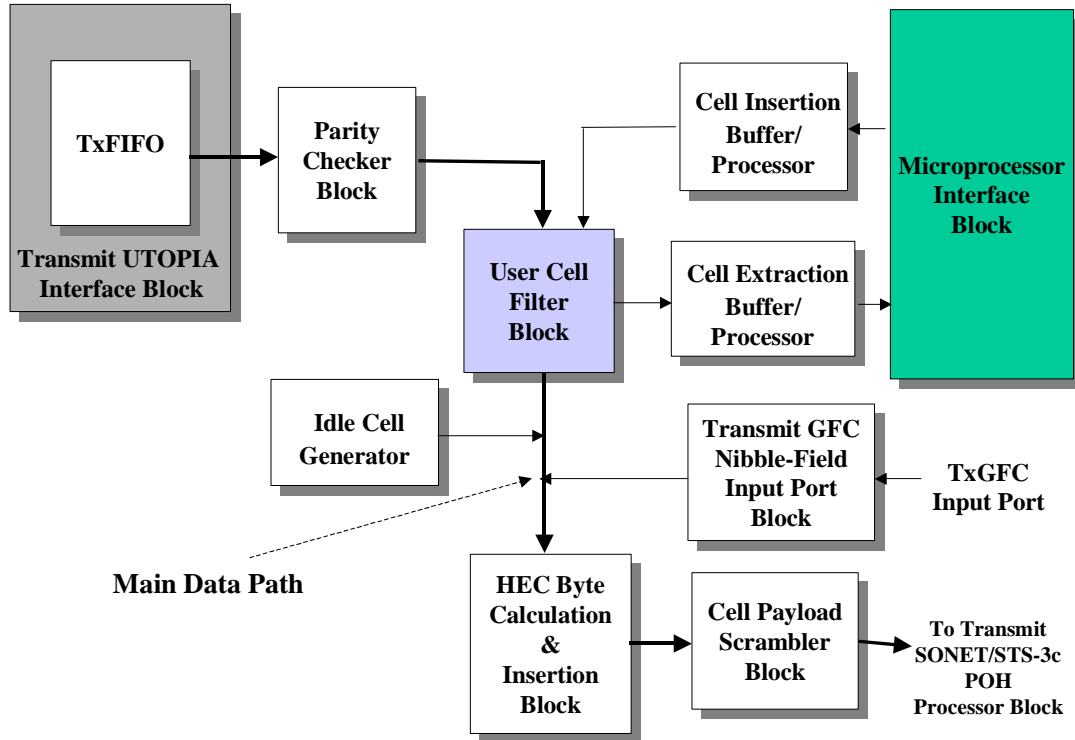 TxFIFO
Transmit UTOPIA
Interface Block
Parity
Checker
Block
Cell Insertion
Buffer/
Processor
Microprocessor
Interface
Block
User Cell
Filter
Block
Cell Extraction
Buffer/
Processor
Idle Cell
Generator
Transmit GFC
Nibble-Field
Input Port
Block
TxGFC
Input Port
Main Data Path
HEC Byte
Calculation
&
Insertion
Block
Cell Payload
Scrambler
Block
To Transmit
SONET/STS-3c
POH
Processor Block